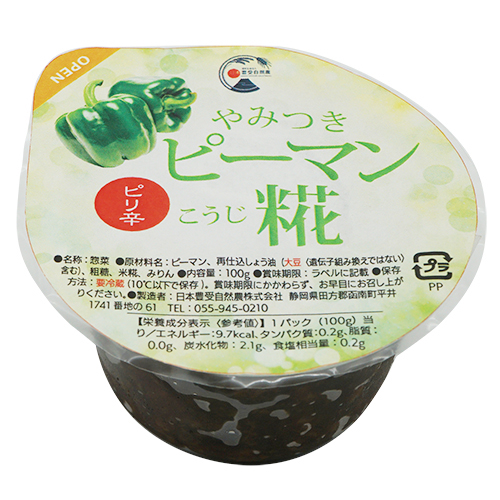 OPEN
豊受自然農
やみつき
ピーマン
ピリ辛
こうじ
糀
●名称：惣菜 ●原材料名：ピーマン、再仕込しょうゆ（大豆（遺伝子組み換えではない）
含む）、粗糖、米糀、みりん ●内容量：100g ●賞味期限：ラベルに記載 ●保存
方法：要冷蔵（10℃以下で保存）。賞味期限にかかわらず、お早目にお召し上が
りください。●製造者：日本豊受自然農株式会社 静岡県田方郡函南町平井
1741 番地の 61 TEL：055-945-0210
プラ
PP
【栄養成分表示〈参考値〉】1パック（100g）当
り/エネルギー：9.7kcal、タンパク質：0.2g、脂質：
0.0g、炭水化物：2.1g、食塩相当量：0.2g